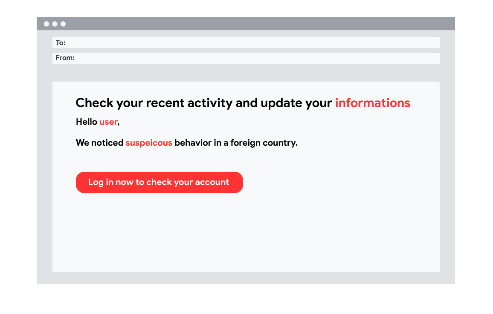 To:
From:
Check your recent activity and update your informations
Hello user,
We noticed suspeicous behavior in a foreign country.
Log in now to check your account